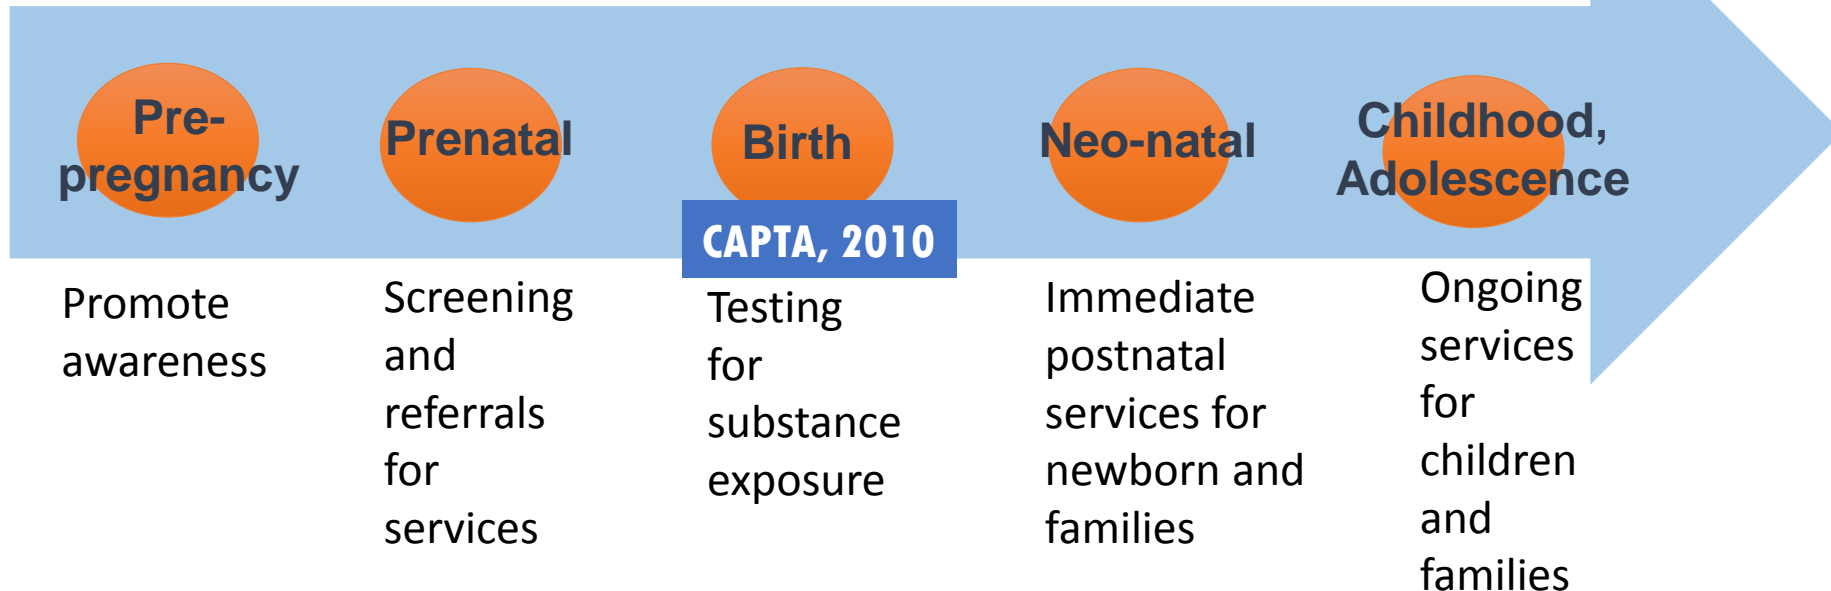 Pre-
pregnancy
Prenatal
Birth
Neo-natal
Childhood,
Adolescence
CAPTA, 2010
Promote
awareness
Screening
and
referrals
for
services
Testing
for
substance
exposure
Immediate
postnatal
services for
newborn and
families
Ongoing
services
for
children
and
families